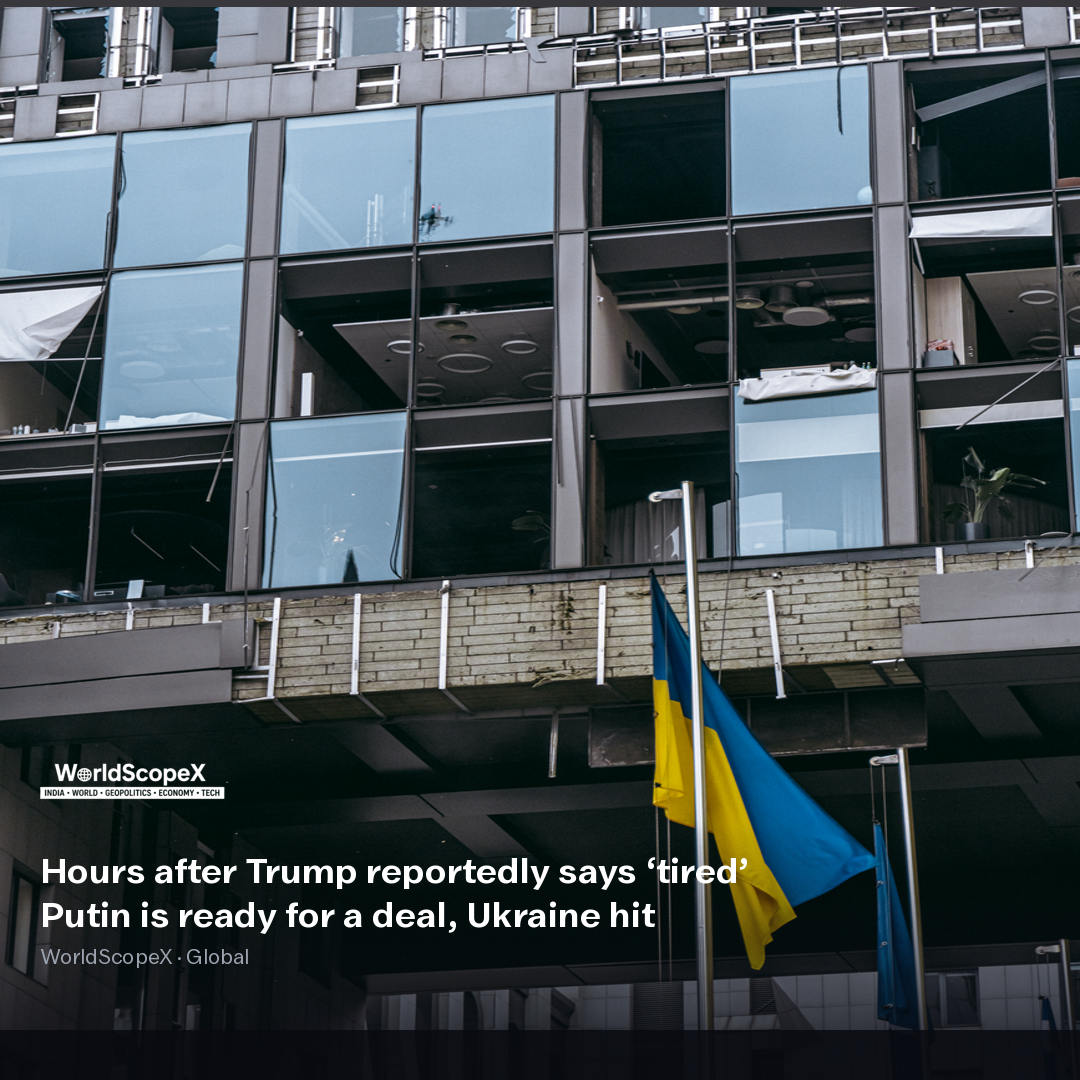 WorldScopeX
INDIA • WORLD • GEOPOLITICS • ECONOMY • TECH
Hours after Trump reportedly says ‘tired’
Putin is ready for a deal, Ukraine hit
WorldScopeX · Global